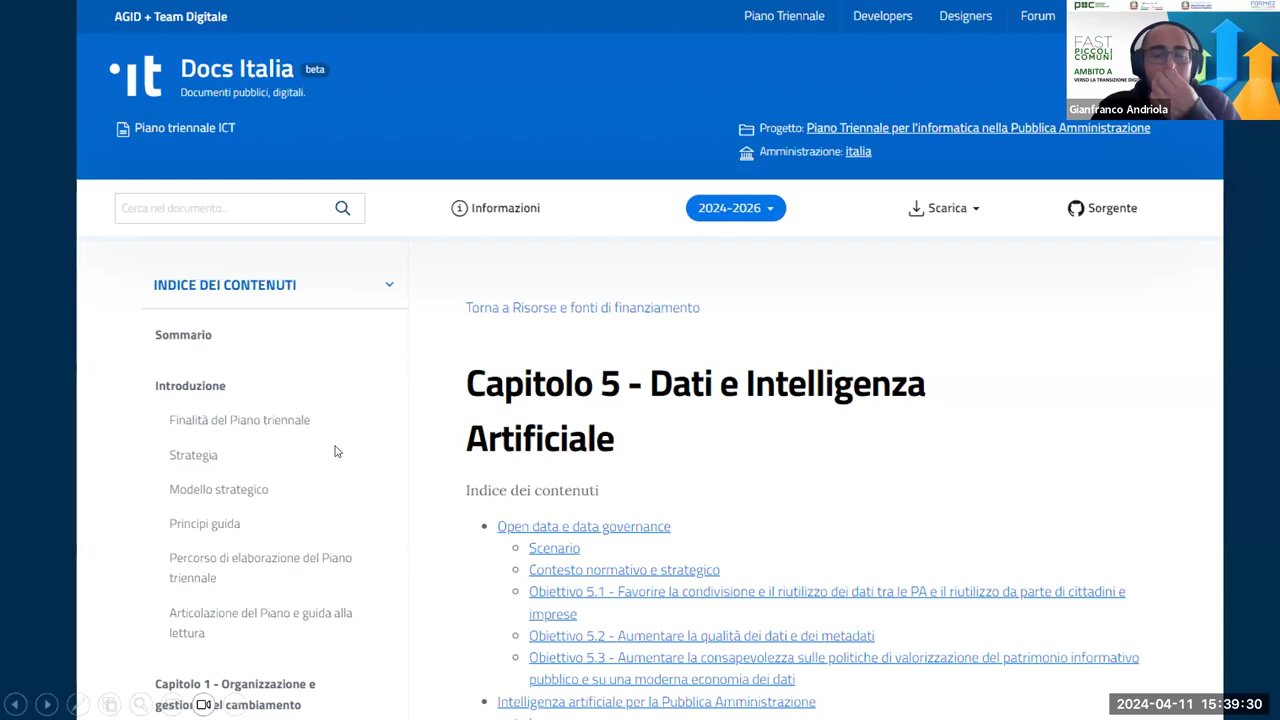 AGID + Team Digitale
Piano Triennale
Developers
Designers
Forum
FAST
PICCOLI
COMUNI
AMBITO A
Gianfranco Andriola
Docs Italia beta
Documenti pubblici, digitali.
Piano triennale ICT
Progetto: Piano Triennale per l'informatica nella Pubblica Amministrazione
Amministrazione: italia
Cerca nel documento...
Informazioni
2024-2026
Scarica
Sorgente
INDICE DEI CONTENUTI
Sommario
Introduzione
Finalità del Piano triennale
Strategia
Modello strategico
Principi guida
Percorso di elaborazione del Piano
triennale
Articolazione del Piano e guida alla
lettura
Capitolo 1 - Organizzazione e
gestione del cambiamento
Torna a Risorse e fonti di finanziamento
Capitolo 5 - Dati e Intelligenza
Artificiale
Indice dei contenuti
Open data e data governance
Scenario
Contesto normativo e strategico
Obiettivo 5.1 - Favorire la condivisione e il riutilizzo dei dati tra le PA e il riutilizzo da parte di cittadini e
imprese
Obiettivo 5.2 - Aumentare la qualità dei dati e dei metadati
Obiettivo 5.3 - Aumentare la consapevolezza sulle politiche di valorizzazione del patrimonio informativo
pubblico e su una moderna economia dei dati
Intelligenza artificiale per la Pubblica Amministrazione
2024-04-11 15:39:30